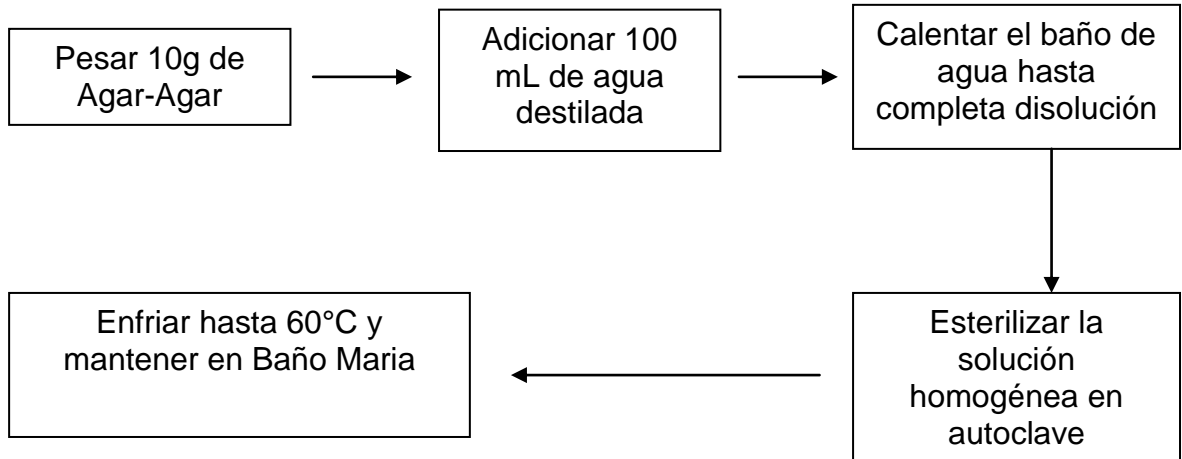 Pesar 10g de
Agar-Agar
Adicionar 100
mL de agua
destilada
Calentar el baño de
agua hasta
completa disolución
Esterilizar la
solución
homogénea en
autoclave
Enfriar hasta 60°C y
mantener en Baño Maria